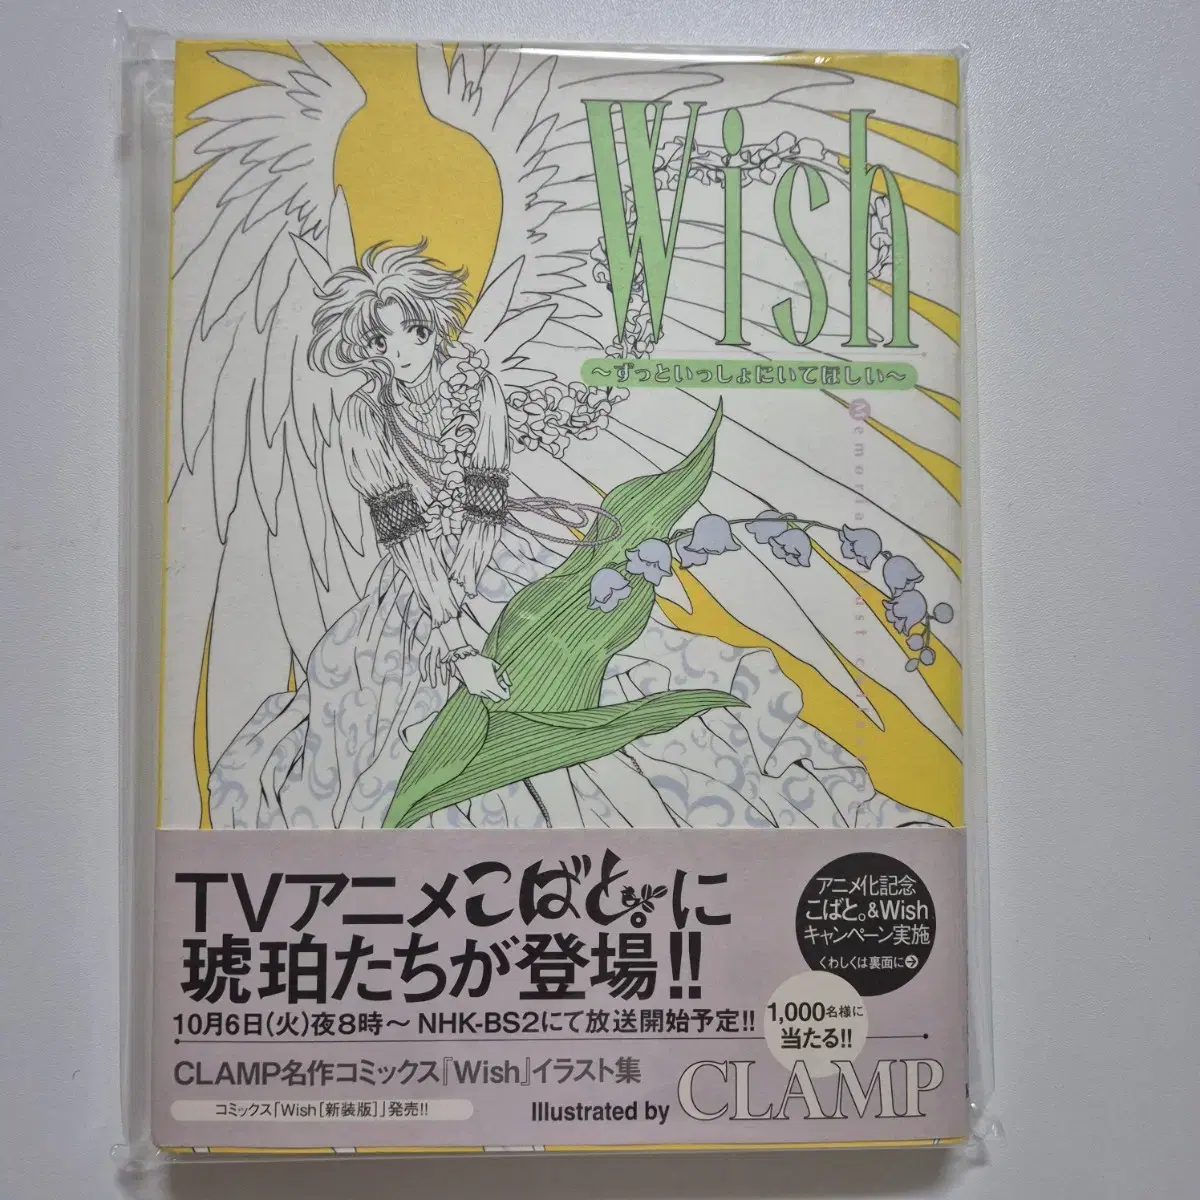 Wish
～ずっといっしょにいてほしい～
TVアニメこばと。に
琥珀たちが登場!!
10月6日(火)夜8時～ NHK-BS2にて放送開始予定!!
CLAMP名作コミックス『Wish』イラスト集
コミックス「Wish[新装版]」発売!!
Illustrated by CLAMP
アニメ化記念
こばと。&Wish
キャンペーン実施
くわしくは裏面に➔
1,000名様に
当たる!!